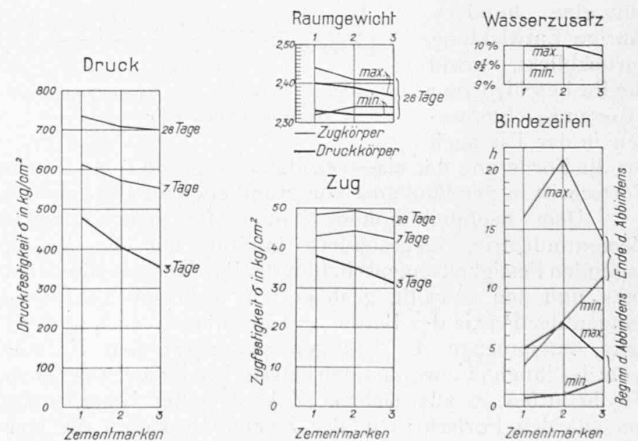 Druck
800
700
600
500
400
300
200
100
0
Druckfestigkeit σ in kg/cm²
28 Tage
7 Tage
3 Tage
1 2 3
Zementmarken
Raumgewicht
1 2 3
2,50
2,40
2,30
max.
min.
28 Tage
Zugkörper
Druckkörper
Zug
50
40
30
20
10
0
Zugfestigkeit σ in kg/cm²
28 Tage
7 Tage
3 Tage
1 2 3
Zementmarken
Wasserzusatz
1 2 3
10 %
9½ %
9 %
max.
min.
Bindezeiten
h
20
15
10
5
0
max.
min.
max.
min.
Beginn d. Abbindens
Ende d. Abbindens
1 2 3
Zementmarken